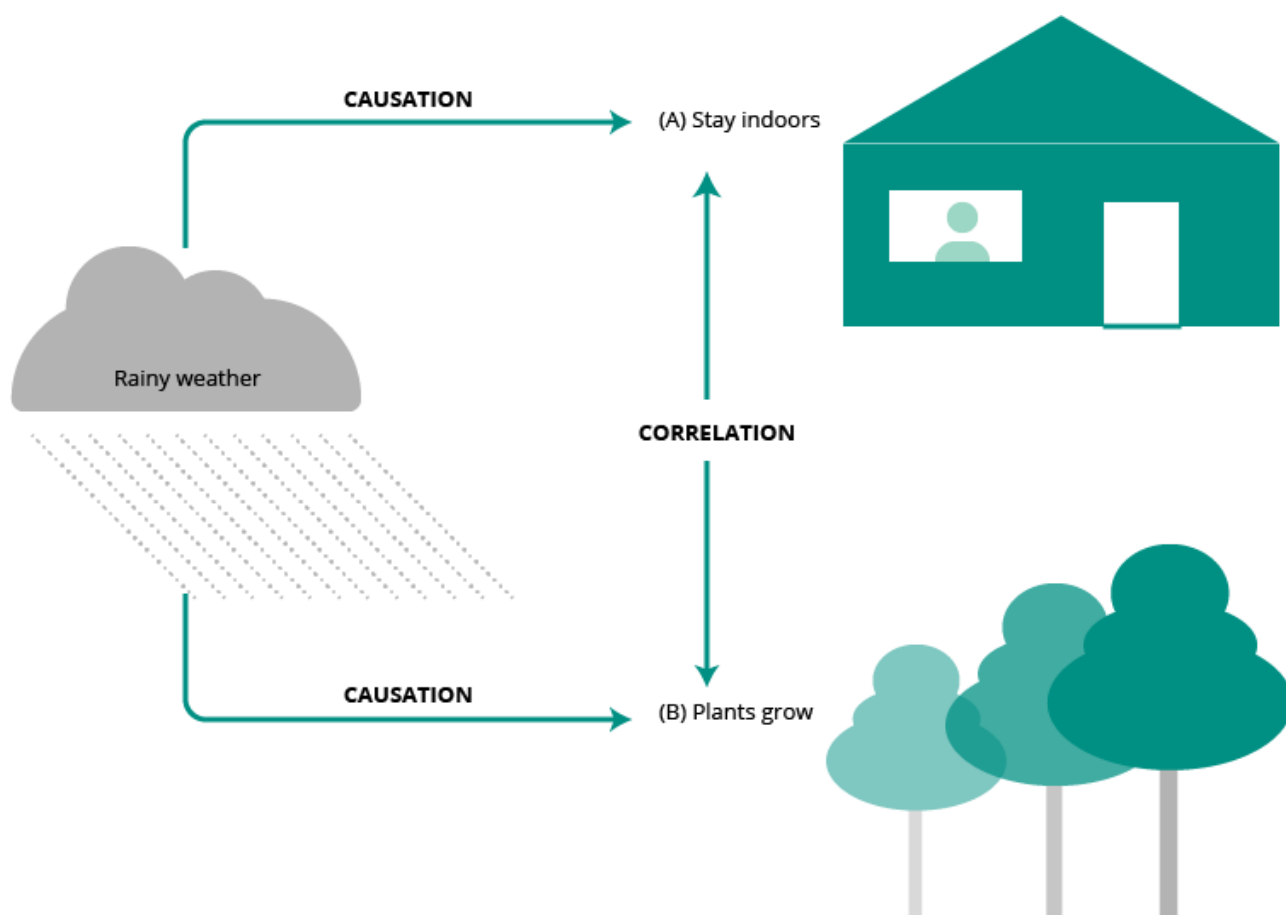 CAUSATION
(A) Stay indoors
Rainy weather
CORRELATION
CAUSATION
(B) Plants grow